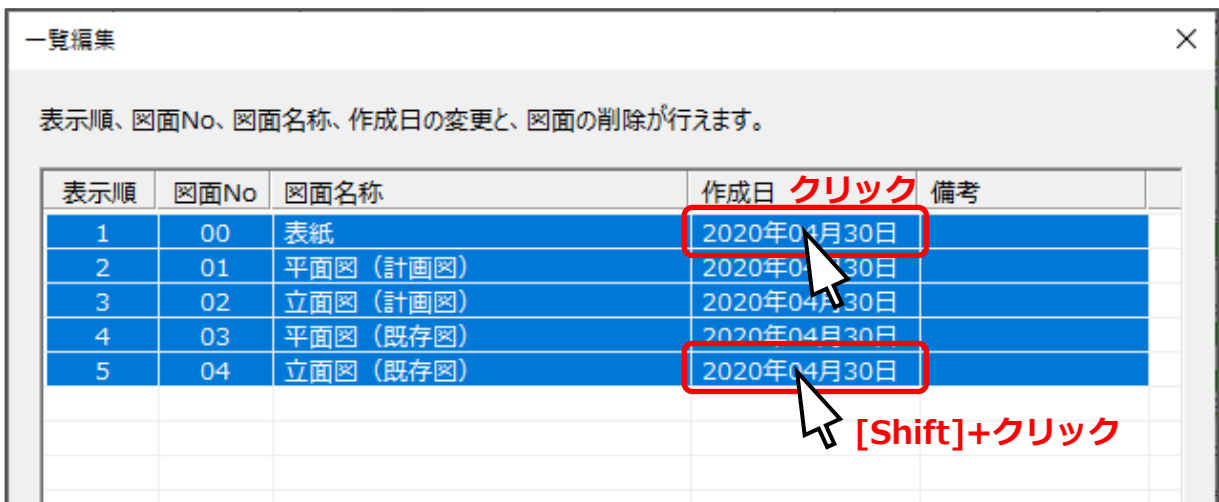 一覧編集
表示順、図面No、図面名称、作成日の変更と、図面の削除が行えます。
表示順 図面No 図面名称 作成日 クリック 備考
1 00 表紙 2020年04月30日
2 01 平面図（計画図） 2020年04月30日
3 02 立面図（計画図） 2020年04月30日
4 03 平面図（既存図） 2020年04月30日
5 04 立面図（既存図） 2020年04月30日
[Shift]+クリック